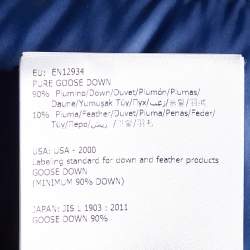 EU: EN12934
PURE GOOSE DOWN
90% Piumino/Down/Duvet/Plumón/Plumas/
Daune/Yumuşak Tüy/Пух/زغب/
10% Piuma/Feather/Duvet/Pluma/Penas/Feder/
Tüy/Перо/ريش/
USA: USA - 2000
Labeling standard for down and feather products
GOOSE DOWN
(MINIMUM 90% DOWN)
JAPAN: JIS L 1903 : 2011
GOOSE DOWN 90%